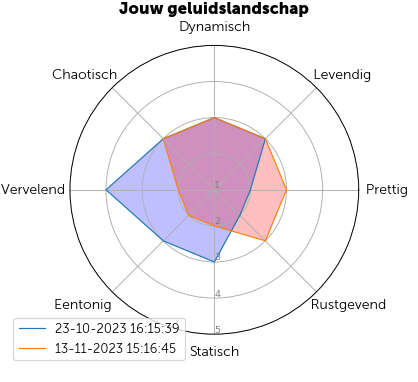 Jouw geluidslandschap
Dynamisch
Chaotisch
Levendig
Vervelend
Prettig
1
2
3
4
5
Eentonig
Rustgevend
Statisch
23-10-2023 16:15:39
13-11-2023 15:16:45